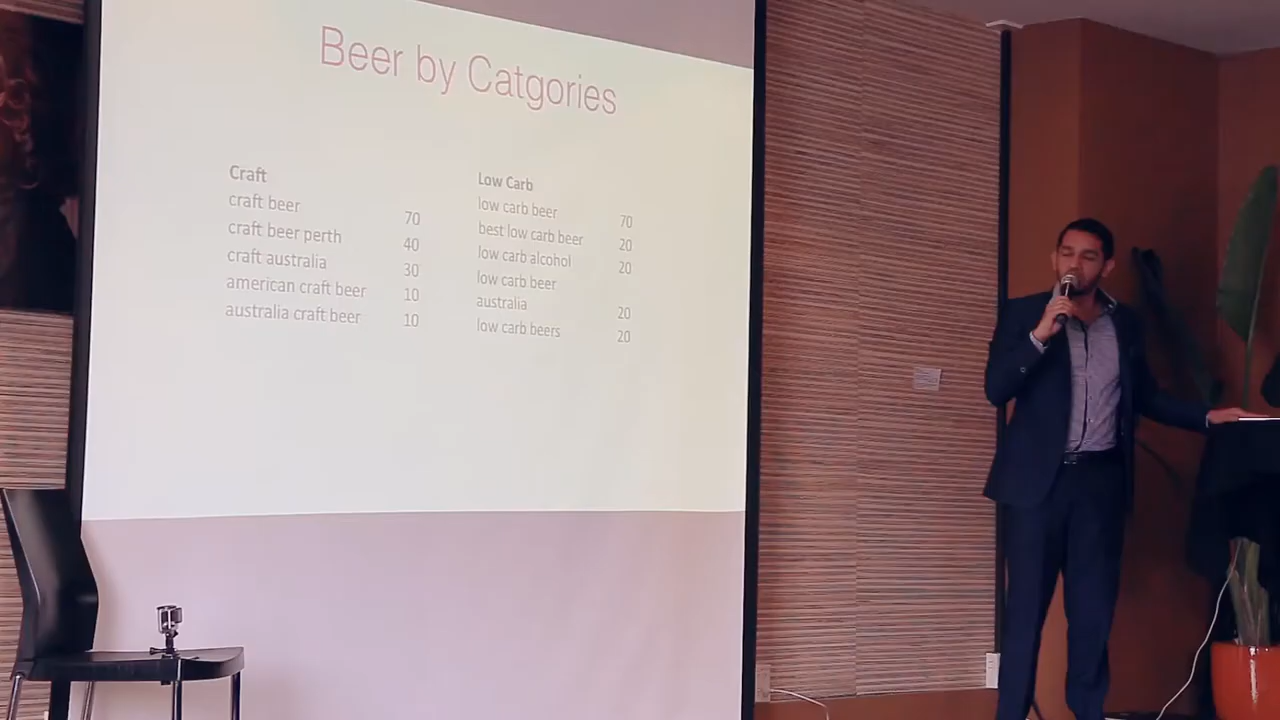 Beer by Catgories
Craft
craft beer 70
craft beer perth 40
craft australia 30
american craft beer 10
australia craft beer 10
Low Carb
low carb beer 70
best low carb beer 20
low carb alcohol 20
low carb beer
australia 20
low carb beers 20